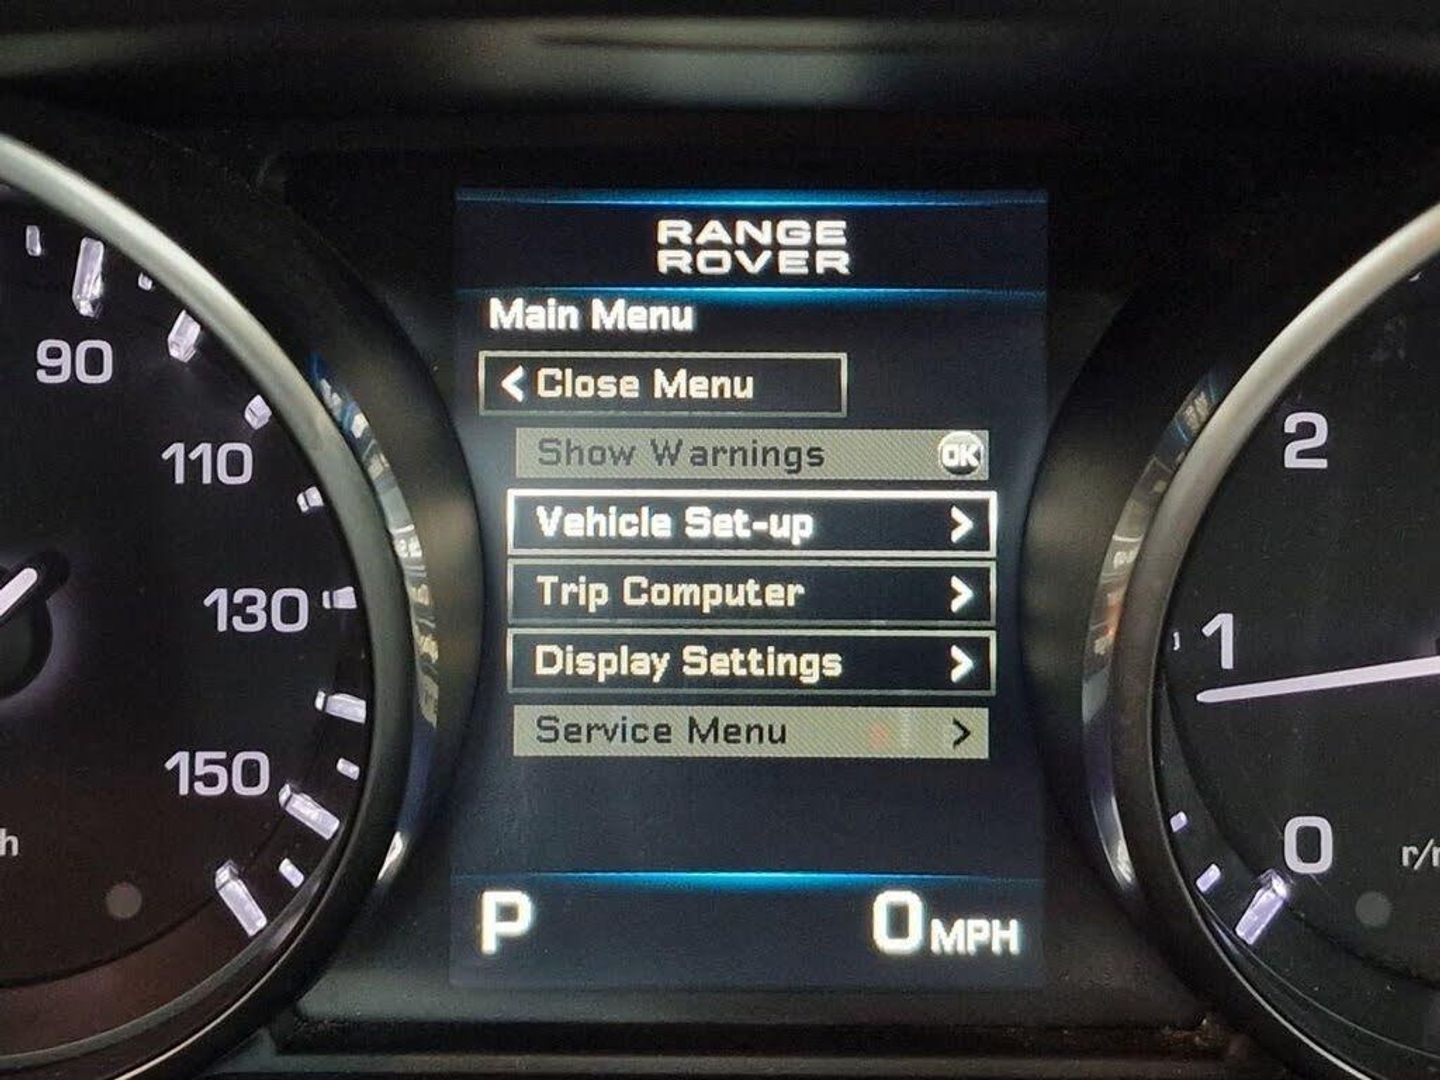 RANGE
ROVER
Main Menu
< Close Menu
Show Warnings OK
Vehicle Set-up >
Trip Computer >
Display Settings >
Service Menu >
P 0 MPH
90
110
130
150
h
2
1
0
r/